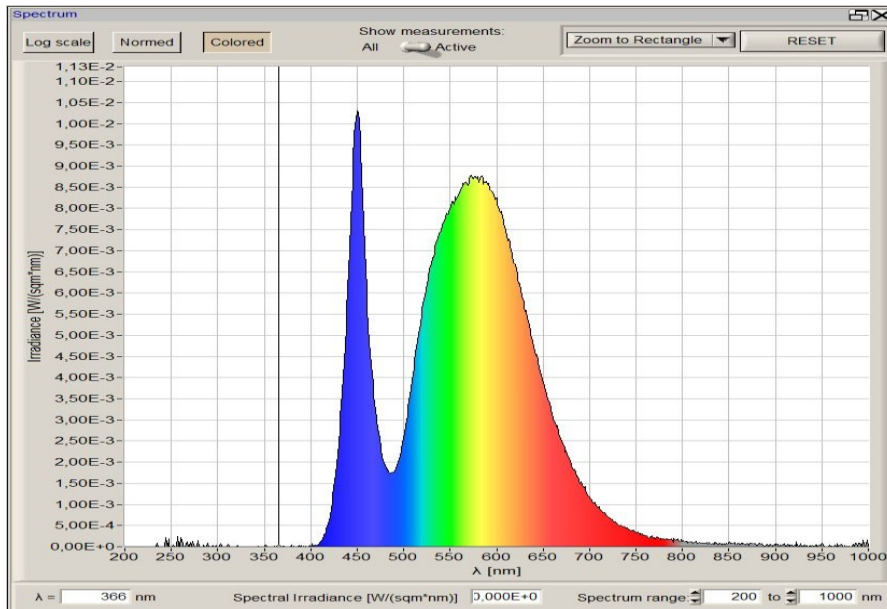 Spectrum
Log scale Normed Colored Show measurements: All Active Zoom to Rectangle RESET
1,13E-2
1,10E-2
1,05E-2
1,00E-2
9,50E-3
9,00E-3
8,50E-3
8,00E-3
7,50E-3
7,00E-3
6,50E-3
6,00E-3
5,50E-3
5,00E-3
4,50E-3
4,00E-3
3,50E-3
3,00E-3
2,50E-3
2,00E-3
1,50E-3
1,00E-3
5,00E-4
0,00E+0
Irradiance [W/(sqm*nm)]
200 250 300 350 400 450 500 550 600 650 700 750 800 850 900 950 1000
λ [nm]
λ = 366 nm Spectral Irradiance [W/(sqm*nm)] 0,000E+0 Spectrum range: 200 to 1000 nm